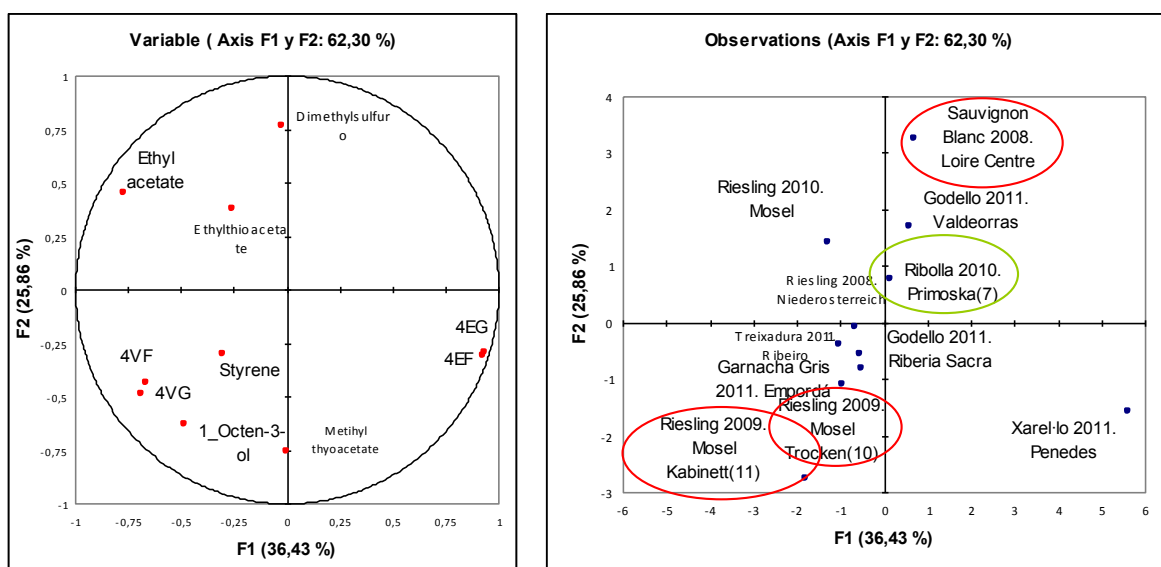 Variable ( Axis F1 y F2: 62,30 %)
1
0,75
0,5
0,25
0
-0,25
-0,5
-0,75
-1
F2 (25,86 %)
Dimethylsulfur
o
Ethyl
acetate
Ethylthioaceta
te
4EG
4EF
4VF
4VG
Styrene
1_Octen-3-
ol
Metihyl
thyoacetate
-1
-0,75
-0,5
-0,25
0
0,25
0,5
0,75
1
F1 (36,43 %)
Observations (Axis F1 y F2: 62,30 %)
4
3
2
1
0
-1
-2
-3
F2 (25,86 %)
Sauvignon
Blanc 2008.
Loire Centre
Riesling 2010.
Mosel
Godello 2011.
Valdeorras
Ribolla 2010.
Primoska(7)
Riesling 2008.
Niederosterreich
Treixadura 2011.
Ribeiro
Godello 2011.
Riberia Sacra
Garnacha Gris
2011. Empordá
Riesling 2009.
Mosel
Trocken(10)
Riesling 2009.
Mosel
Kabinett(11)
Xarel·lo 2011.
Penedes
-6
-5
-4
-3
-2
-1
0
1
2
3
4
5
6
F1 (36,43 %)